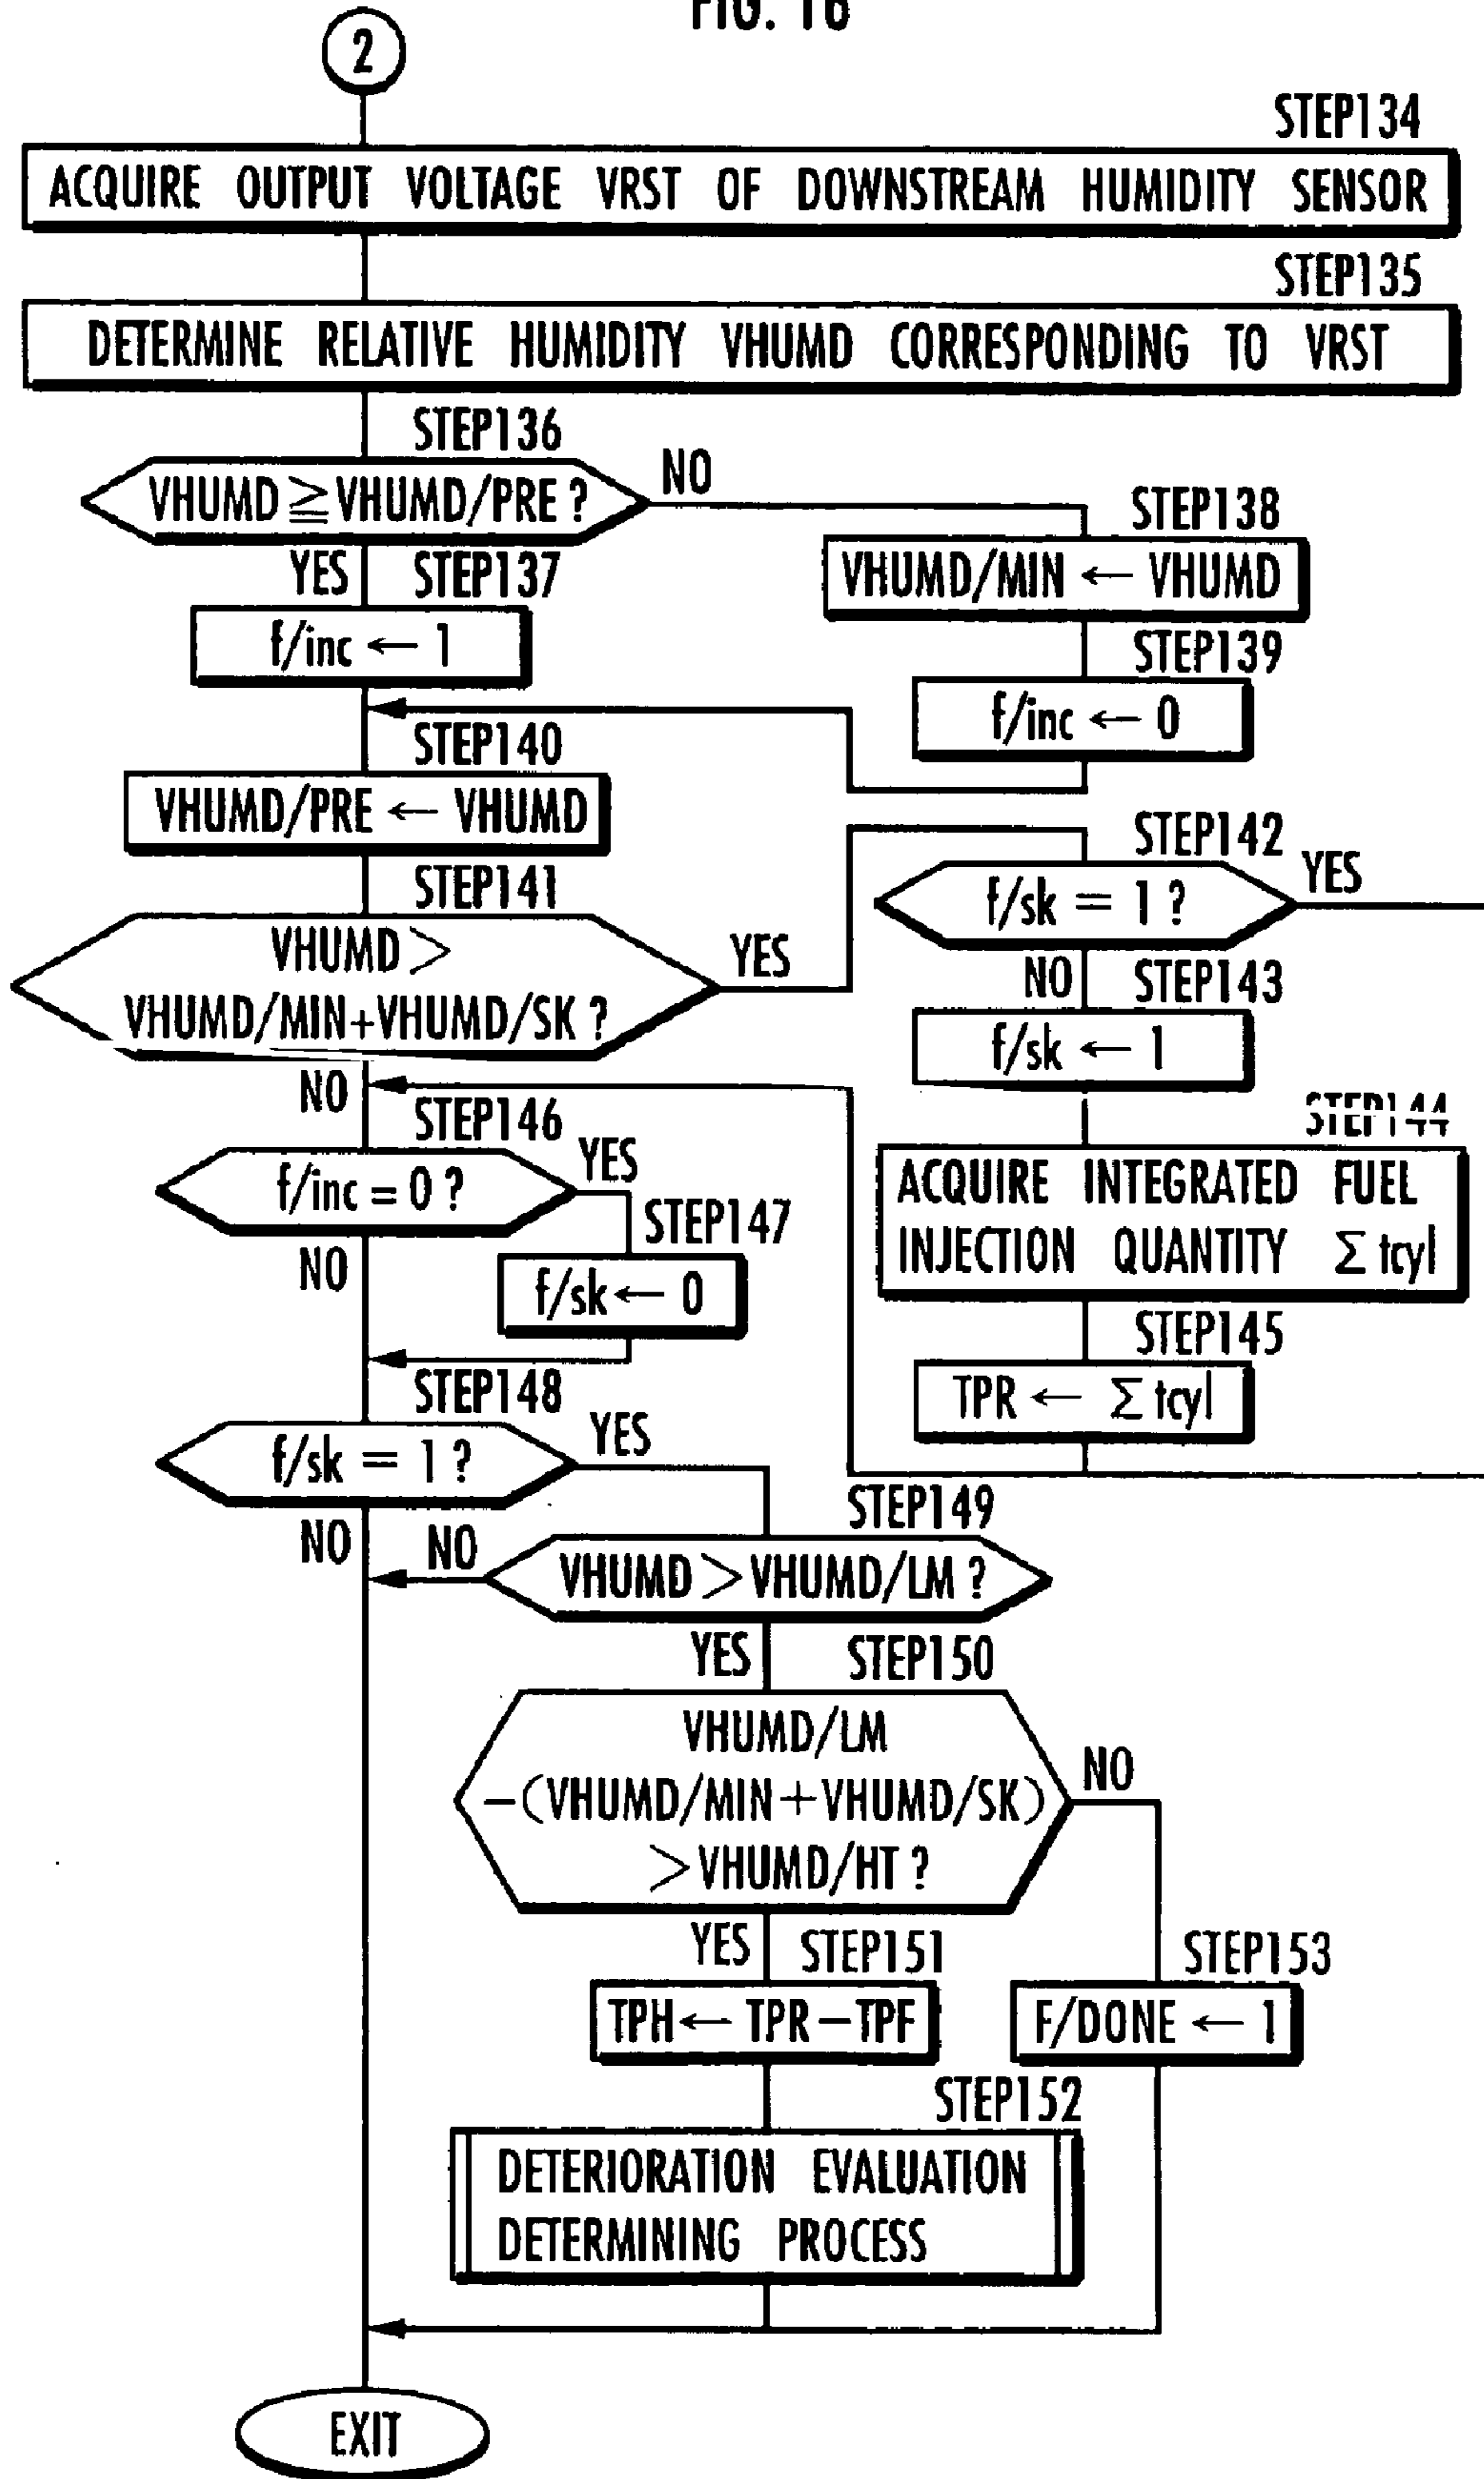 FIG. 16
2
STEP134
ACQUIRE OUTPUT VOLTAGE VRST OF DOWNSTREAM HUMIDITY SENSOR
STEP135
DETERMINE RELATIVE HUMIDITY VHUMD CORRESPONDING TO VRST
STEP136
VHUMD ≧ VHUMD/PRE ?
NO
YES
STEP137
f/inc ← 1
STEP138
VHUMD/MIN ← VHUMD
STEP139
f/inc ← 0
STEP140
VHUMD/PRE ← VHUMD
STEP141
VHUMD >
VHUMD/MIN+VHUMD/SK ?
YES
NO
STEP142
f/sk = 1 ?
YES
NO
STEP143
f/sk ← 1
STEP144
ACQUIRE INTEGRATED FUEL
INJECTION QUANTITY Σ tcyl
STEP145
TPR ← Σ tcyl
STEP146
f/inc = 0 ?
YES
NO
STEP147
f/sk ← 0
STEP148
f/sk = 1 ?
YES
NO
STEP149
NO
VHUMD > VHUMD/LM ?
YES
STEP150
VHUMD/LM
−(VHUMD/MIN+VHUMD/SK)
> VHUMD/HT ?
NO
YES
STEP151
TPH ← TPR − TPF
STEP153
F/DONE ← 1
STEP152
DETERIORATION EVALUATION
DETERMINING PROCESS
EXIT